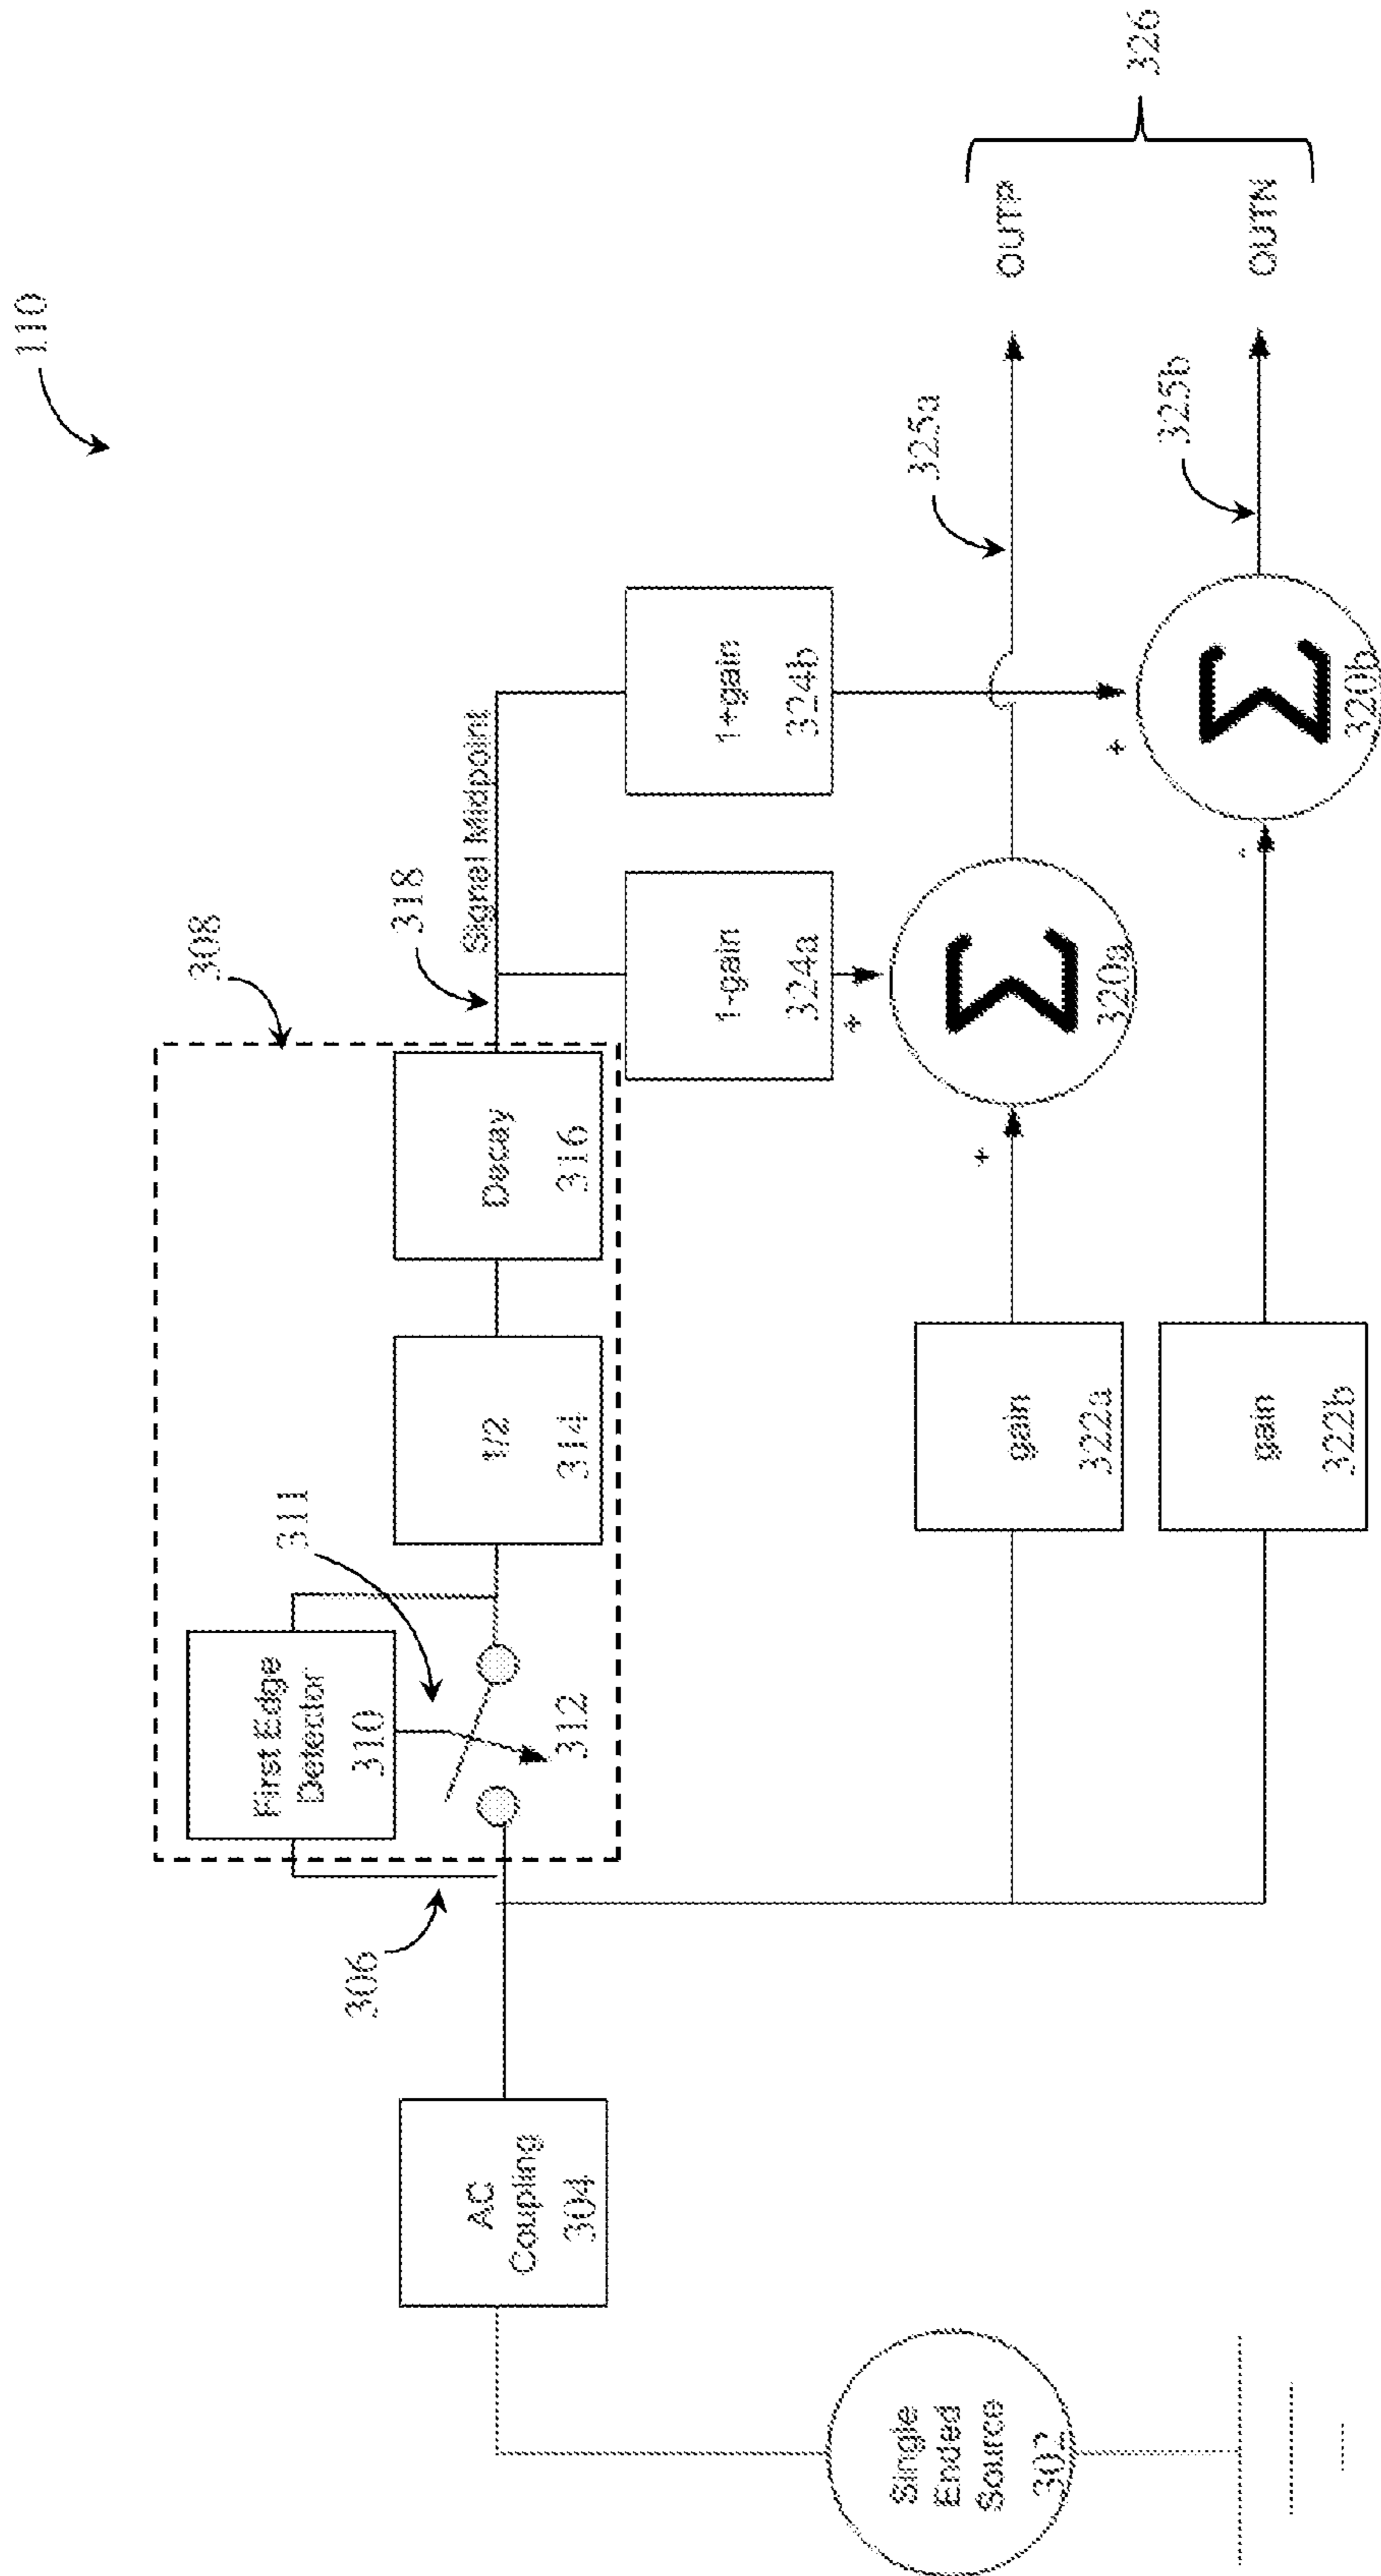 110
308
311
First Edge
Detector
310
312
1/2
314
Decay
316
318
Signal Midpoint
306
AC
Coupling
304
1-gain
324a
1+gain
324b
+
+
325a
OUTP
326
325b
OUTN
Single
Ended
Source
302
gain
322a
+
Σ
320a
gain
322b
-
Σ
320b